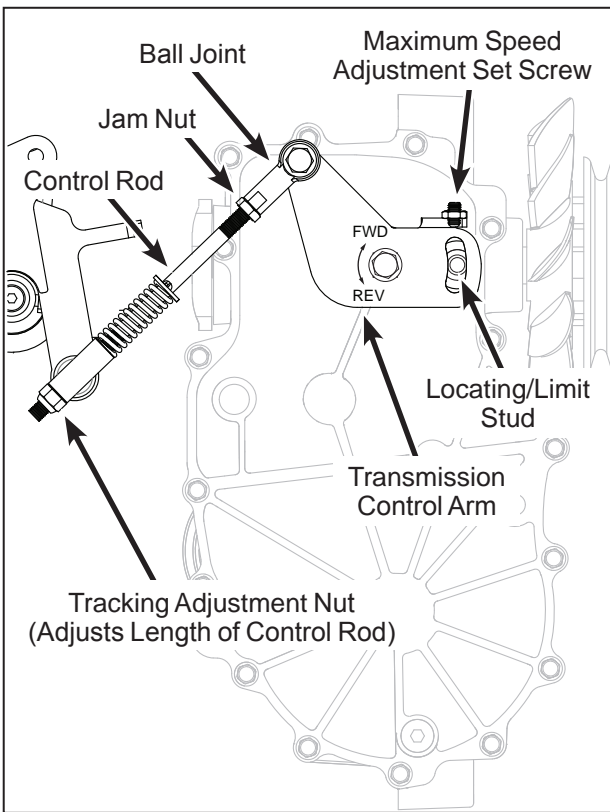 Ball Joint
Maximum Speed
Adjustment Set Screw
Jam Nut
Control Rod
FWD
REV
Locating/Limit
Stud
Transmission
Control Arm
Tracking Adjustment Nut
(Adjusts Length of Control Rod)